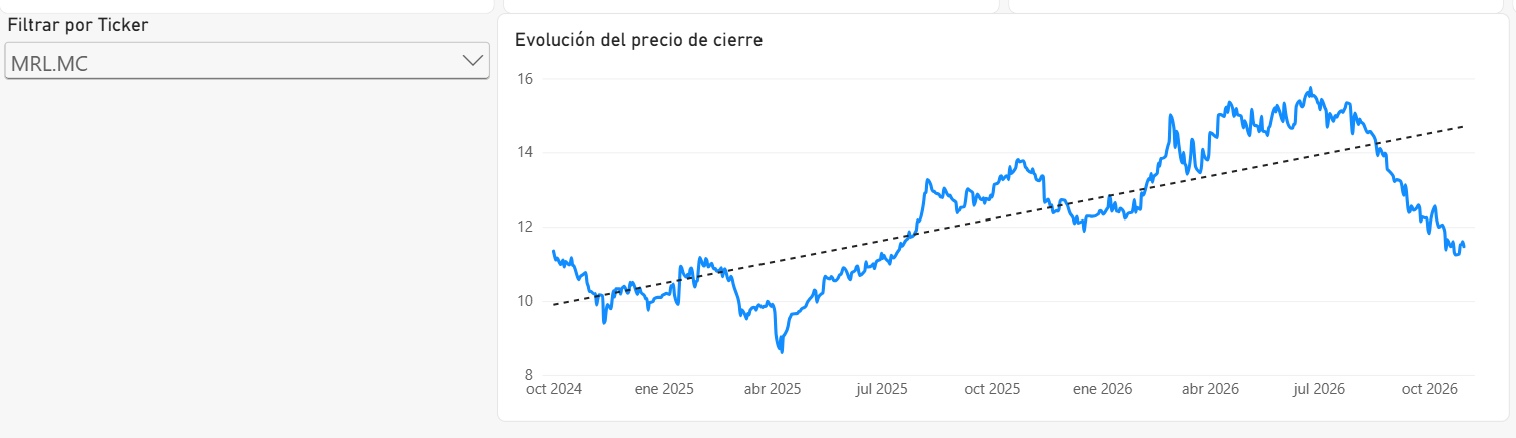 Filtrar por Ticker
MRL.MC
Evolución del precio de cierre
16
14
12
10
8
oct 2024 ene 2025 abr 2025 jul 2025 oct 2025 ene 2026 abr 2026 jul 2026 oct 2026